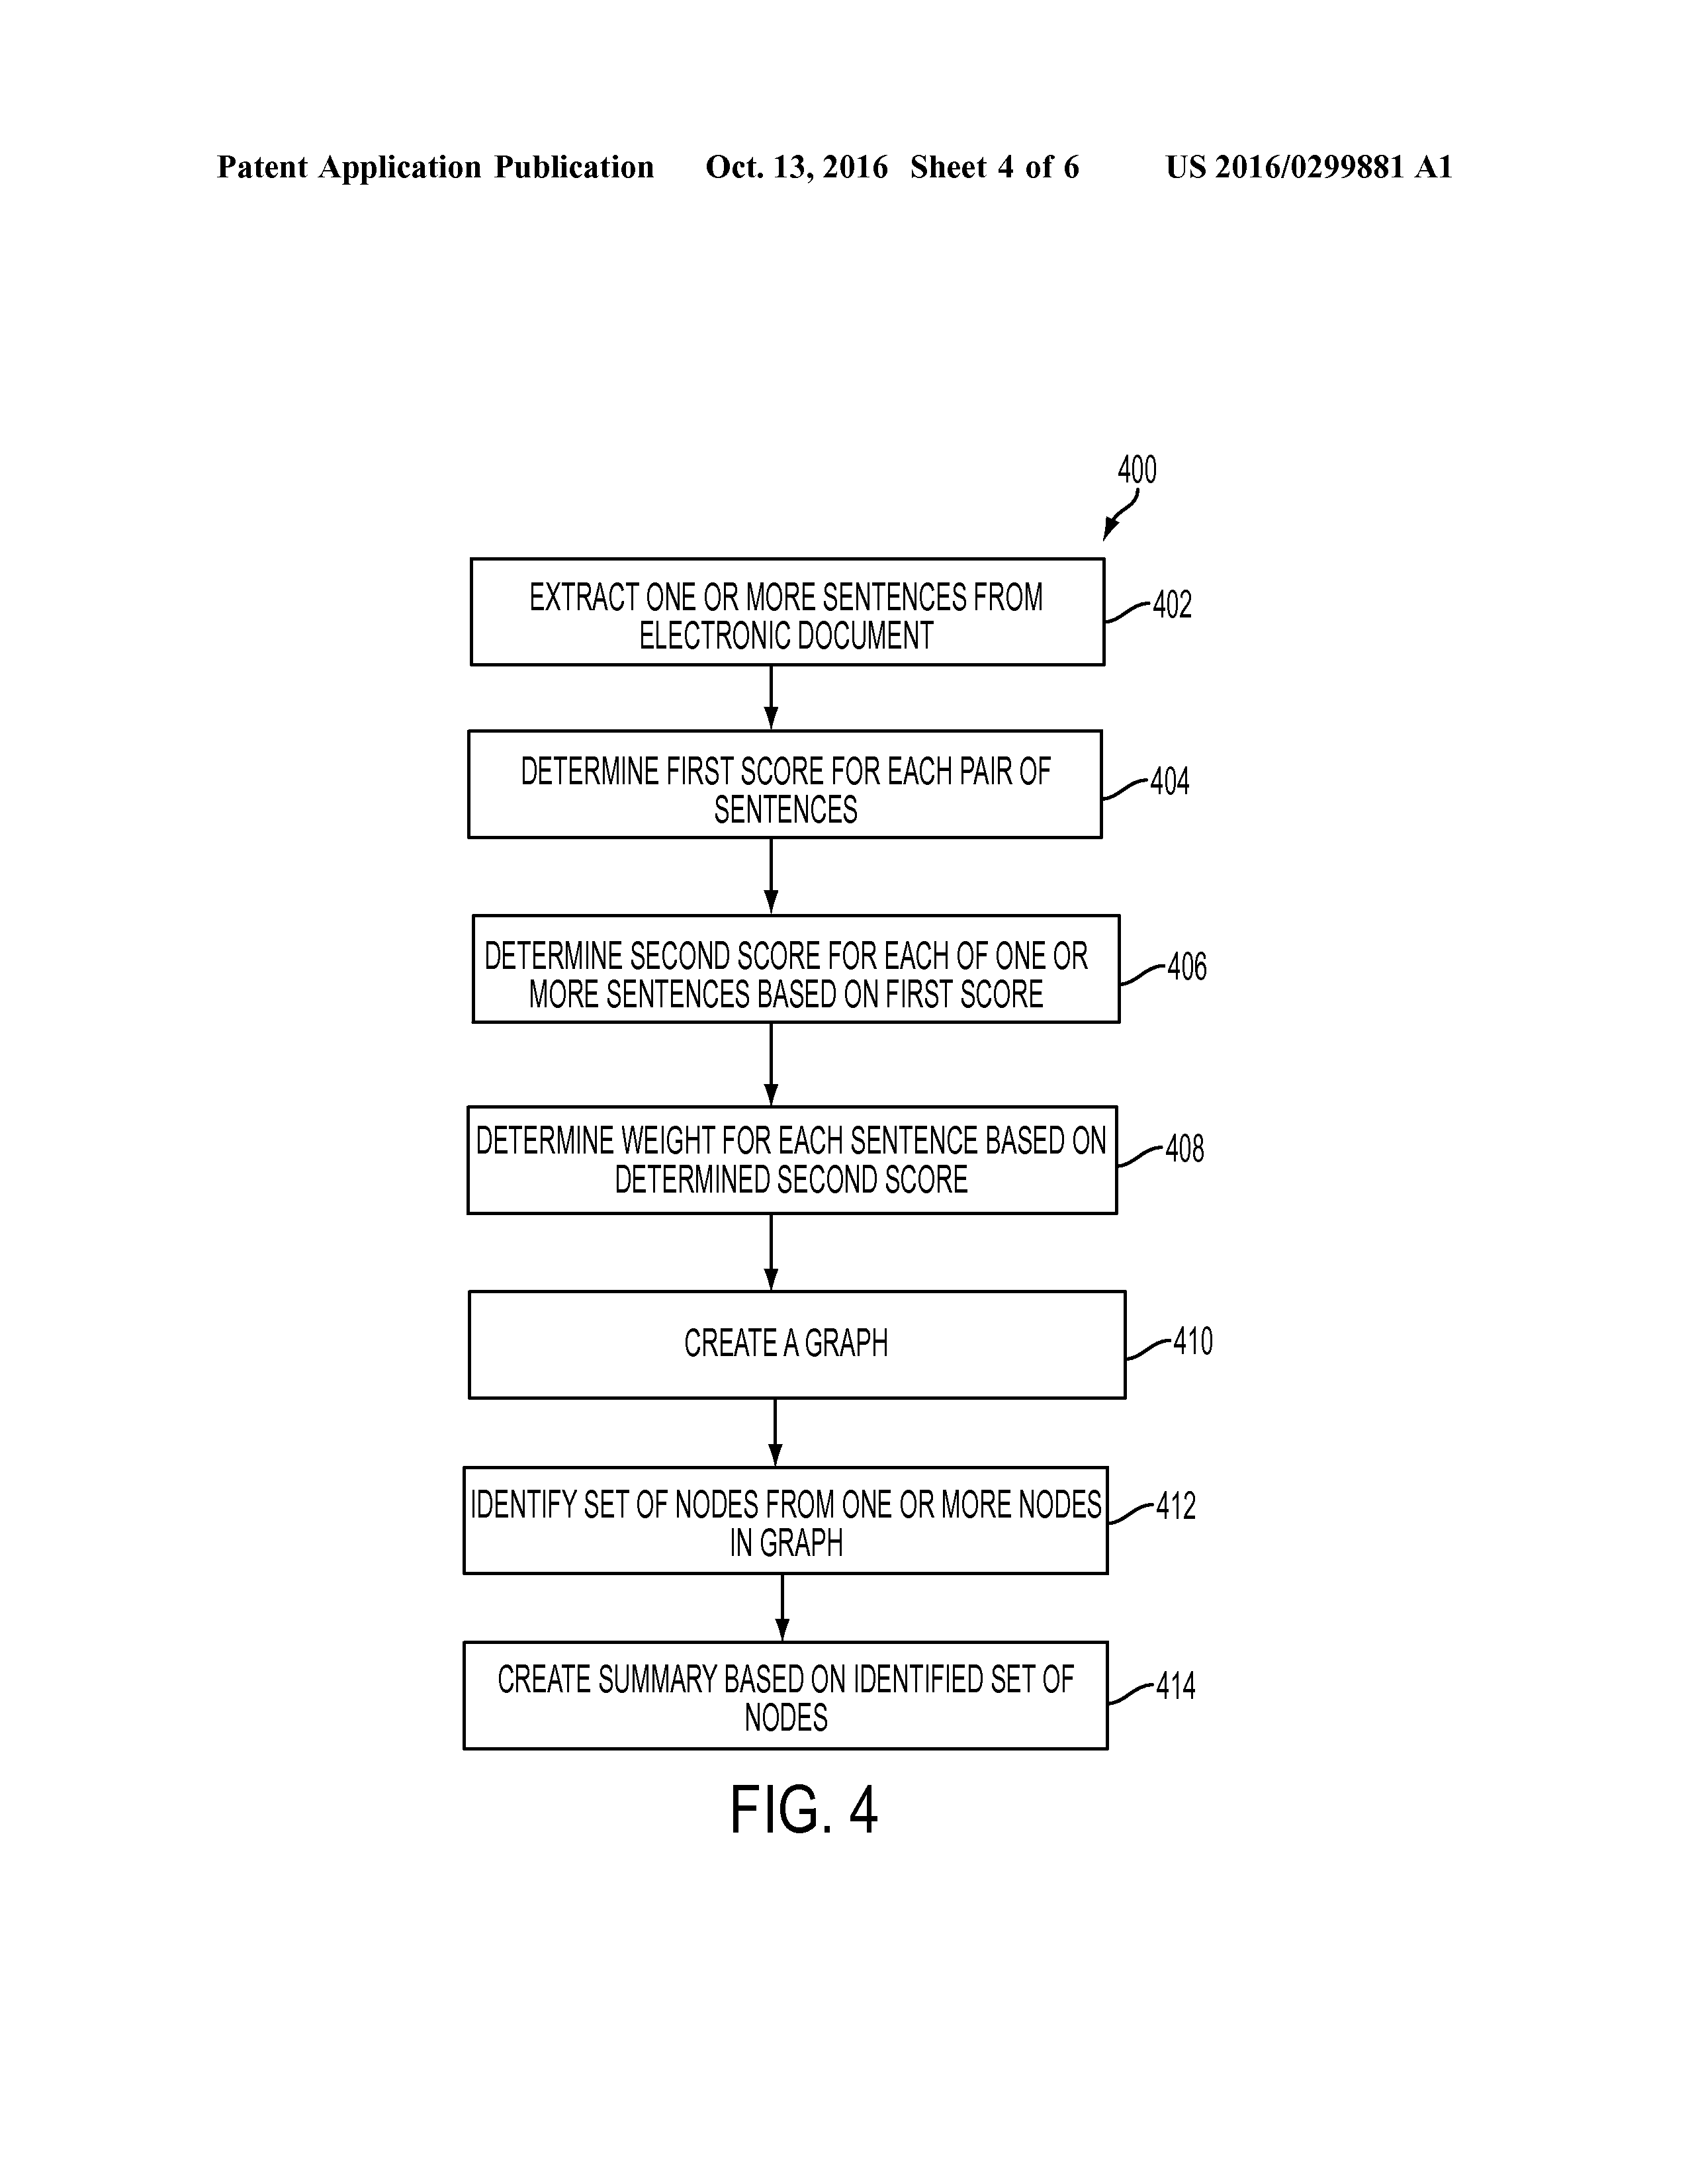 Patent Application Publication Oct. 13, 2016 Sheet 4 of 6 US 2016/0299881 A1
400
EXTRACT ONE OR MORE SENTENCES FROM
ELECTRONIC DOCUMENT
402
DETERMINE FIRST SCORE FOR EACH PAIR OF
SENTENCES
404
DETERMINE SECOND SCORE FOR EACH OF ONE OR
MORE SENTENCES BASED ON FIRST SCORE
406
DETERMINE WEIGHT FOR EACH SENTENCE BASED ON
DETERMINED SECOND SCORE
408
CREATE A GRAPH
410
IDENTIFY SET OF NODES FROM ONE OR MORE NODES
IN GRAPH
412
CREATE SUMMARY BASED ON IDENTIFIED SET OF
NODES
414
FIG. 4